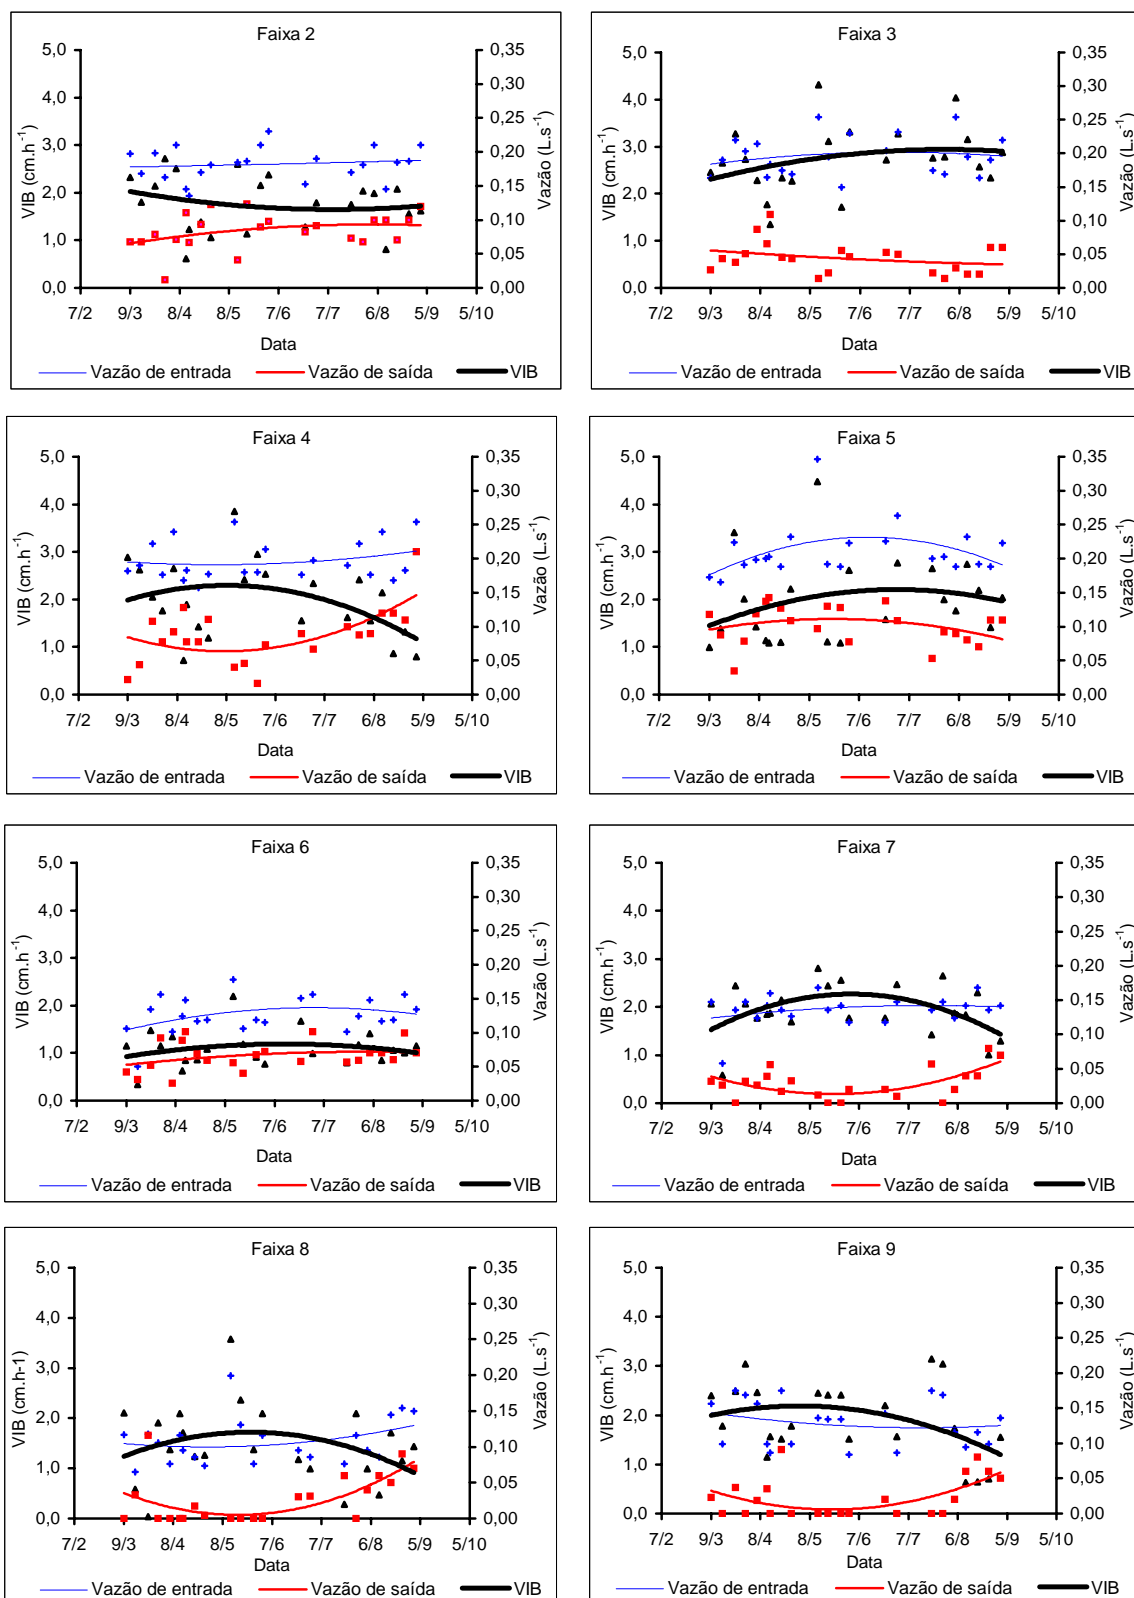 Faixa 2
5,0
4,0
3,0
2,0
1,0
0,0
VIB (cm.h-1)
0,35
0,30
0,25
0,20
0,15
0,10
0,05
0,00
Vazão (L.s-1)
7/2 9/3 8/4 8/5 7/6 7/7 6/8 5/9 5/10
Data
Vazão de entrada Vazão de saída VIB
Faixa 3
5,0
4,0
3,0
2,0
1,0
0,0
VIB (cm.h-1)
0,35
0,30
0,25
0,20
0,15
0,10
0,05
0,00
Vazão (L.s-1)
7/2 9/3 8/4 8/5 7/6 7/7 6/8 5/9 5/10
Data
Vazão de entrada Vazão de saída VIB
Faixa 4
5,0
4,0
3,0
2,0
1,0
0,0
VIB (cm.h-1)
0,35
0,30
0,25
0,20
0,15
0,10
0,05
0,00
Vazão (L.s-1)
7/2 9/3 8/4 8/5 7/6 7/7 6/8 5/9 5/10
Data
Vazão de entrada Vazão de saída VIB
Faixa 5
5,0
4,0
3,0
2,0
1,0
0,0
VIB (cm.h-1)
0,35
0,30
0,25
0,20
0,15
0,10
0,05
0,00
Vazão (L.s-1)
7/2 9/3 8/4 8/5 7/6 7/7 6/8 5/9 5/10
Data
Vazão de entrada Vazão de saída VIB
Faixa 6
5,0
4,0
3,0
2,0
1,0
0,0
VIB (cm.h-1)
0,35
0,30
0,25
0,20
0,15
0,10
0,05
0,00
Vazão (L.s-1)
7/2 9/3 8/4 8/5 7/6 7/7 6/8 5/9 5/10
Data
Vazão de entrada Vazão de saída VIB
Faixa 7
5,0
4,0
3,0
2,0
1,0
0,0
VIB (cm.h-1)
0,35
0,30
0,25
0,20
0,15
0,10
0,05
0,00
Vazão (L.s-1)
7/2 9/3 8/4 8/5 7/6 7/7 6/8 5/9 5/10
Data
Vazão de entrada Vazão de saída VIB
Faixa 8
5,0
4,0
3,0
2,0
1,0
0,0
VIB (cm.h-1)
0,35
0,30
0,25
0,20
0,15
0,10
0,05
0,00
Vazão (L.s-1)
7/2 9/3 8/4 8/5 7/6 7/7 6/8 5/9 5/10
Data
Vazão de entrada Vazão de saída VIB
Faixa 9
5,0
4,0
3,0
2,0
1,0
0,0
VIB (cm.h-1)
0,35
0,30
0,25
0,20
0,15
0,10
0,05
0,00
Vazão (L.s-1)
7/2 9/3 8/4 8/5 7/6 7/7 6/8 5/9 5/10
Data
Vazão de entrada Vazão de saída VIB